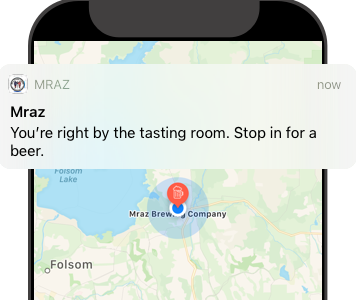 MRAZ now
Mraz
You're right by the tasting room. Stop in for a
beer.
Folsom
Lake
Mraz Brewing Company
Folsom